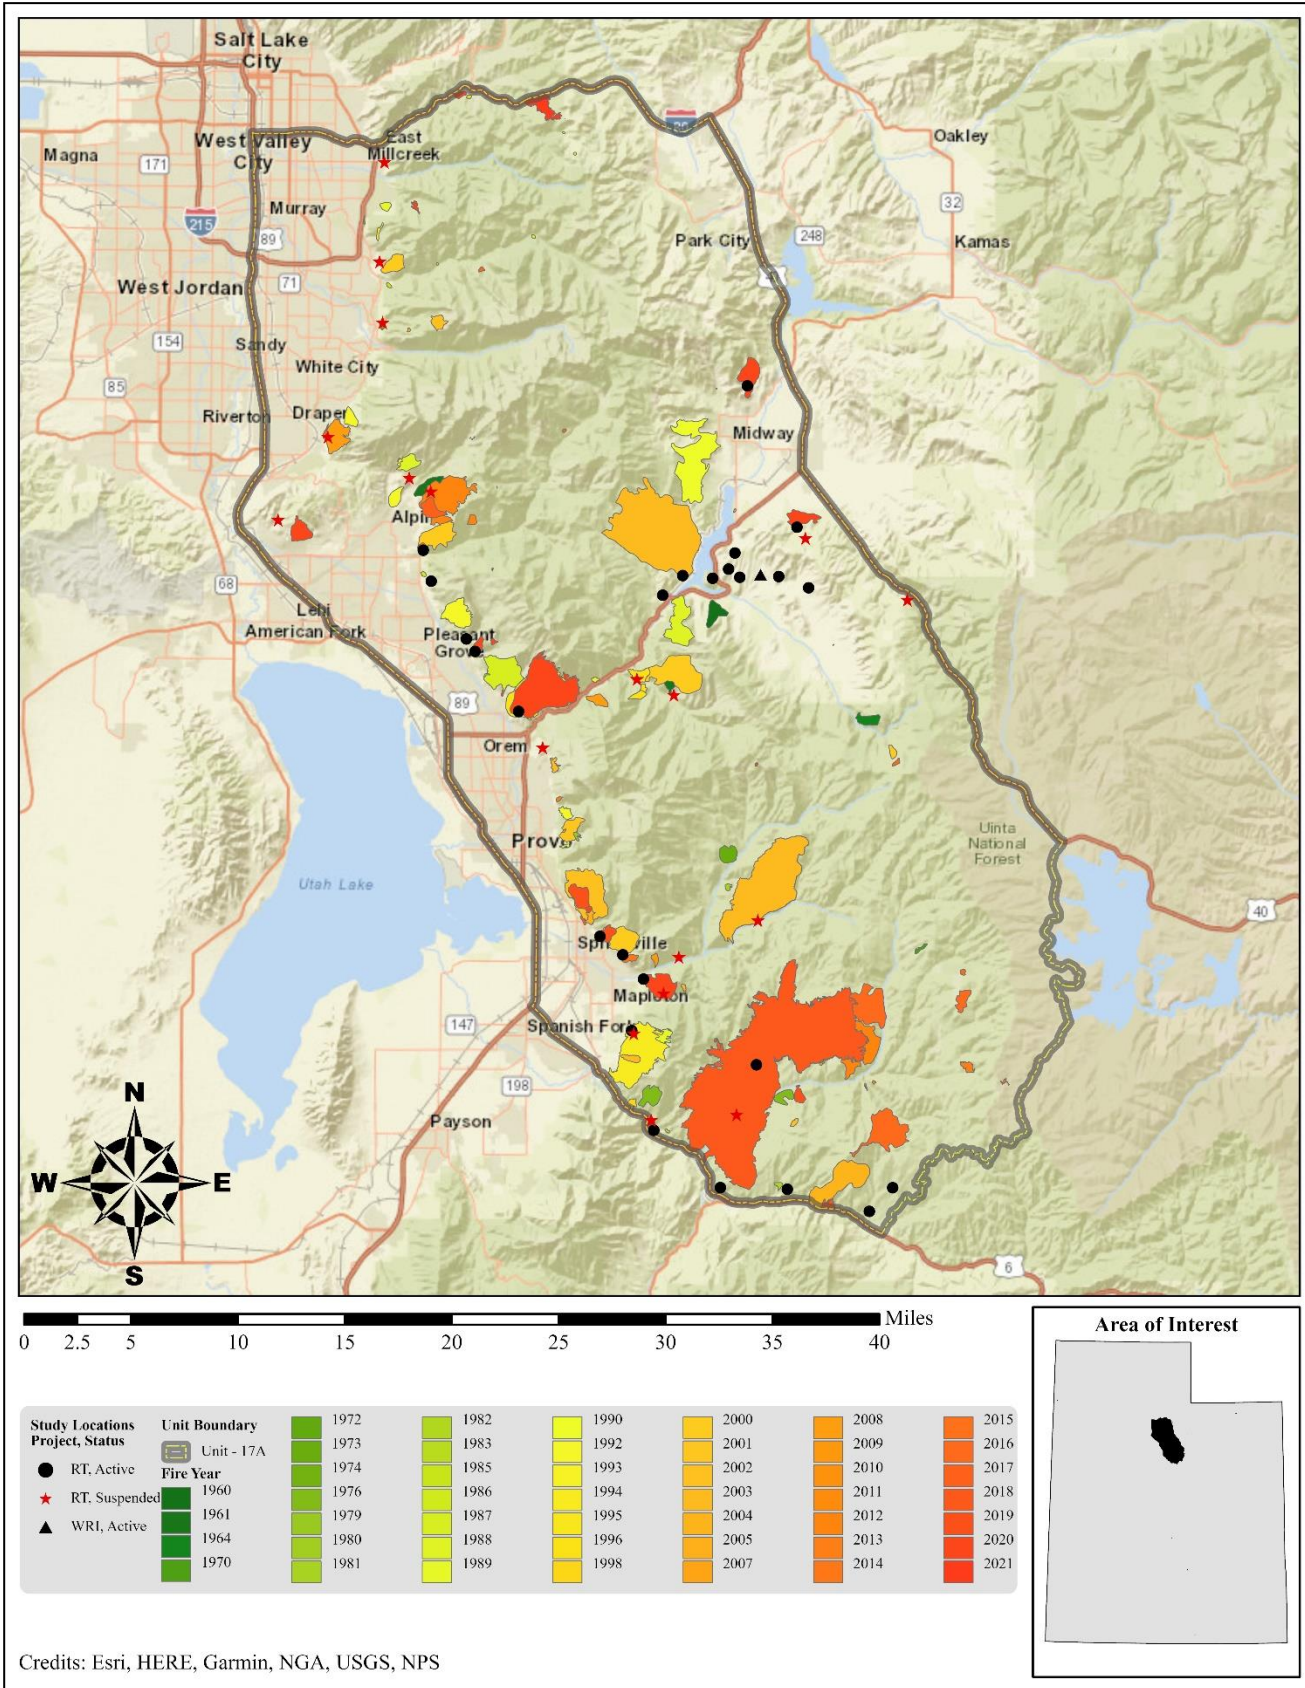 Salt Lake
City
West Valley
City
East
Millcreek
Magna
171
Oakley
32
Murray
215
89
Park City
248
Kamas
71
West Jordan
154
Sandy
White City
85
Riverton
Draper
Midway
Alpin
68
Lehi
American Fork
Pleasant
Grove
89
Orem
Provo
Uinta
National
Forest
Utah Lake
40
Springville
Mapleton
147
Spanish Fork
198
Payson
6
N
W
E
S
0 2.5 5 10 15 20 25 30 35 40 Miles
Area of Interest
Study Locations
Project, Status
RT, Active
RT, Suspended
WRI, Active
Unit Boundary
Unit - 17A
Fire Year
1960
1961
1964
1970
1972
1973
1974
1976
1979
1980
1981
1982
1983
1985
1986
1987
1988
1989
1990
1992
1993
1994
1995
1996
1998
2000
2001
2002
2003
2004
2005
2007
2008
2009
2010
2011
2012
2013
2014
2015
2016
2017
2018
2019
2020
2021
Credits: Esri, HERE, Garmin, NGA, USGS, NPS